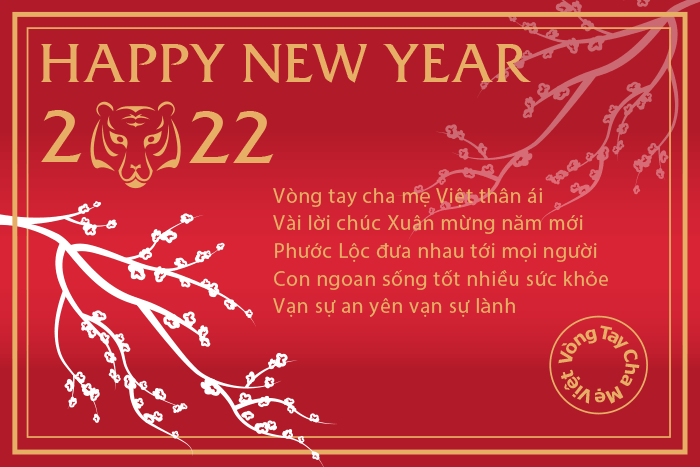 HAPPY NEW YEAR
2 22
Vòng tay cha mẹ Việt thân ái
Vài lời chúc Xuân mừng năm mới
Phước Lộc đưa nhau tới mọi người
Con ngoan sống tốt nhiều sức khỏe
Vạn sự an yên vạn sự lành
Vòng Tay Cha Mẹ Việt